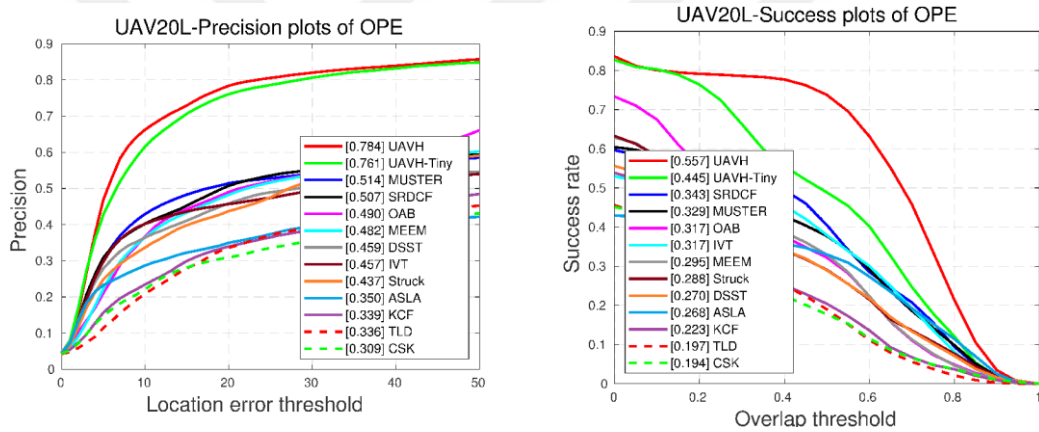 UAV20L-Precision plots of OPE
0.9
0.8
0.7
0.6
0.5
0.4
0.3
0.2
0.1
0
Precision
[0.784] UAVH
[0.761] UAVH-Tiny
[0.514] MUSTER
[0.507] SRDCF
[0.490] OAB
[0.482] MEEM
[0.459] DSST
[0.457] IVT
[0.437] Struck
[0.350] ASLA
[0.339] KCF
[0.336] TLD
[0.309] CSK
0 10 20 30 40 50
Location error threshold
UAV20L-Success plots of OPE
0.9
0.8
0.7
0.6
0.5
0.4
0.3
0.2
0.1
0
Success rate
[0.557] UAVH
[0.445] UAVH-Tiny
[0.343] SRDCF
[0.329] MUSTER
[0.317] OAB
[0.317] IVT
[0.295] MEEM
[0.288] Struck
[0.270] DSST
[0.268] ASLA
[0.223] KCF
[0.197] TLD
[0.194] CSK
0 0.2 0.4 0.6 0.8 1
Overlap threshold